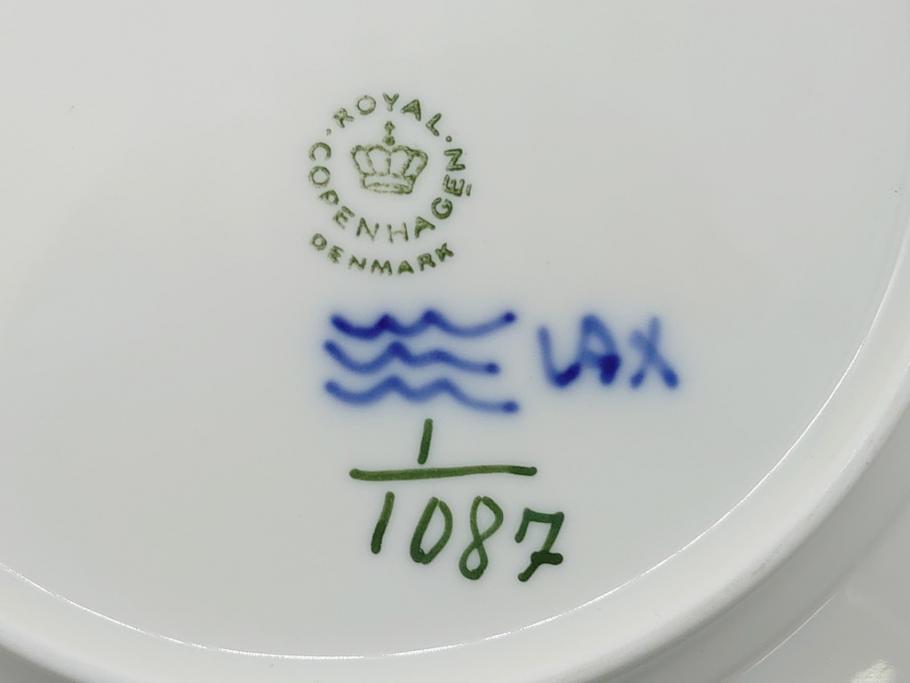 ROYAL
COPENHAGEN
DENMARK
LAX
1
1087